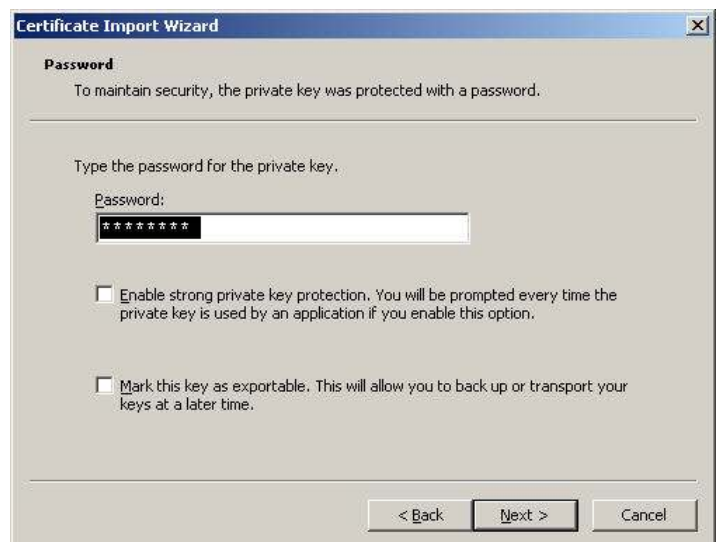 Certificate Import Wizard
Password
To maintain security, the private key was protected with a password.
Type the password for the private key.
Password:
********
Enable strong private key protection. You will be prompted every time the
private key is used by an application if you enable this option.
Mark this key as exportable. This will allow you to back up or transport your
keys at a later time.
< Back Next > Cancel